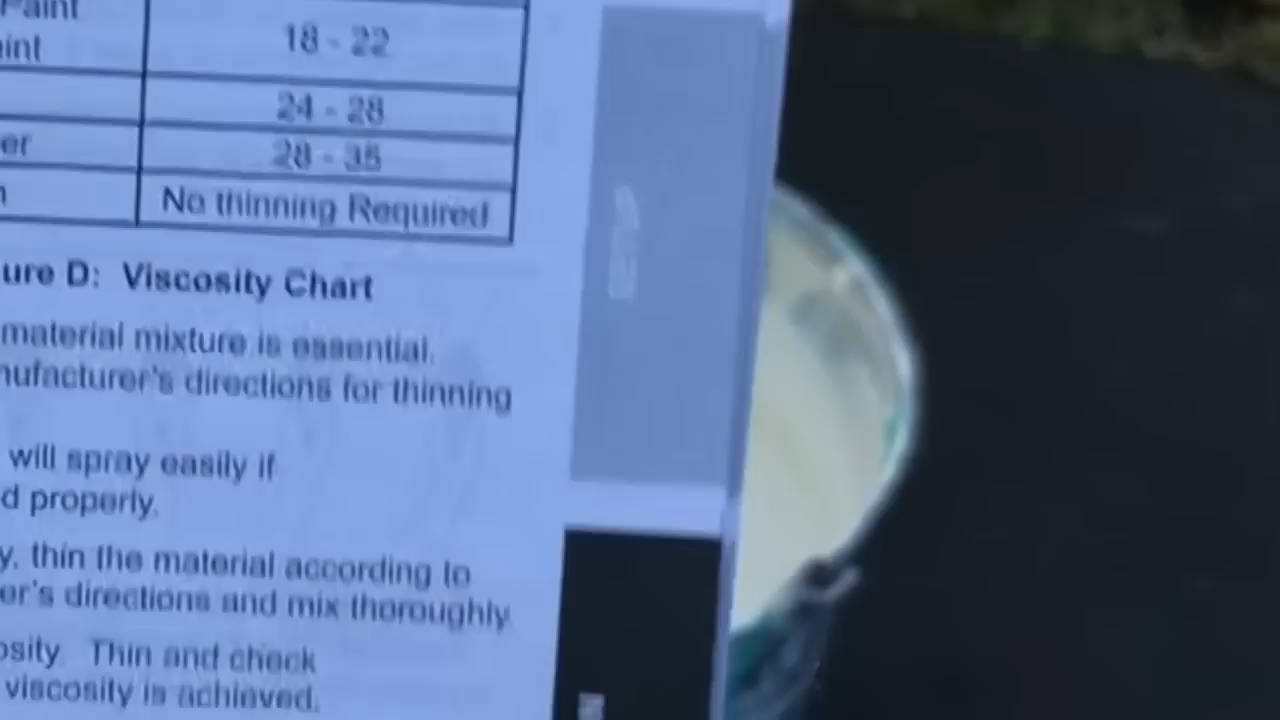 Paint
aint
18 - 22
24 - 28
er
28 - 35
n
No thinning Required
ure D: Viscosity Chart
material mixture is essential.
nufacturer's directions for thinning
will spray easily if
d properly.
y, thin the material according to
er's directions and mix thoroughly
osity. Thin and check
viscosity is achieved.